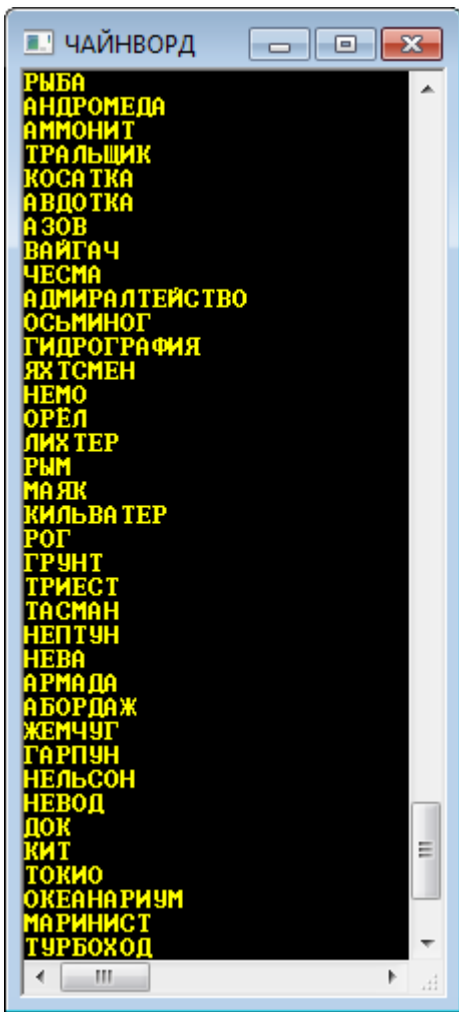 ЧАЙНВОРД
РЫБА
АНДРОМЕДА
АММОНИТ
ТРАЛЬЩИК
КОСАТКА
АВДОТКА
АЗОВ
ВАЙГАЧ
ЧЕСМА
АДМИРАЛТЕЙСТВО
ОСЬМИНОГ
ГИДРОГРАФИЯ
ЯХТСМЕН
НЕМО
ОРЁЛ
ЛИХТЕР
РЫМ
МАЯК
КИЛЬВАТЕР
РОГ
ГРУНТ
ТРИЕСТ
ТАСМАН
НЕПТУН
НЕВА
АРМАДА
АБОРДАЖ
ЖЕМЧУГ
ГАРПУН
НЕЛЬСОН
НЕВОД
ДОК
КИТ
ТОКИО
ОКЕАНАРИУМ
МАРИНИСТ
ТУРБОХОД